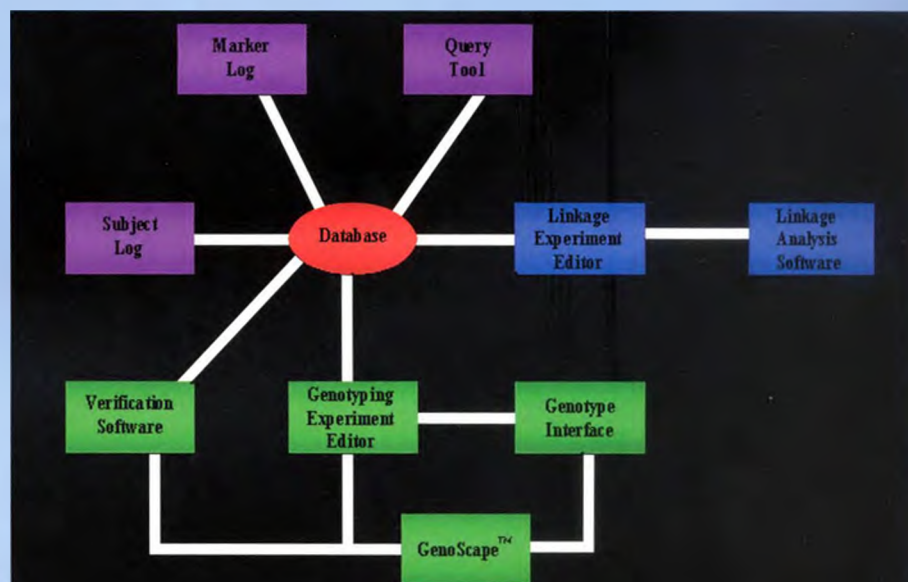 Marker
Log
Query
Tool
Subject
Log
Database
Linkage
Experiment
Editor
Linkage
Analysis
Software
Verification
Software
Genotyping
Experiment
Editor
Genotype
Interface
GenoScape™